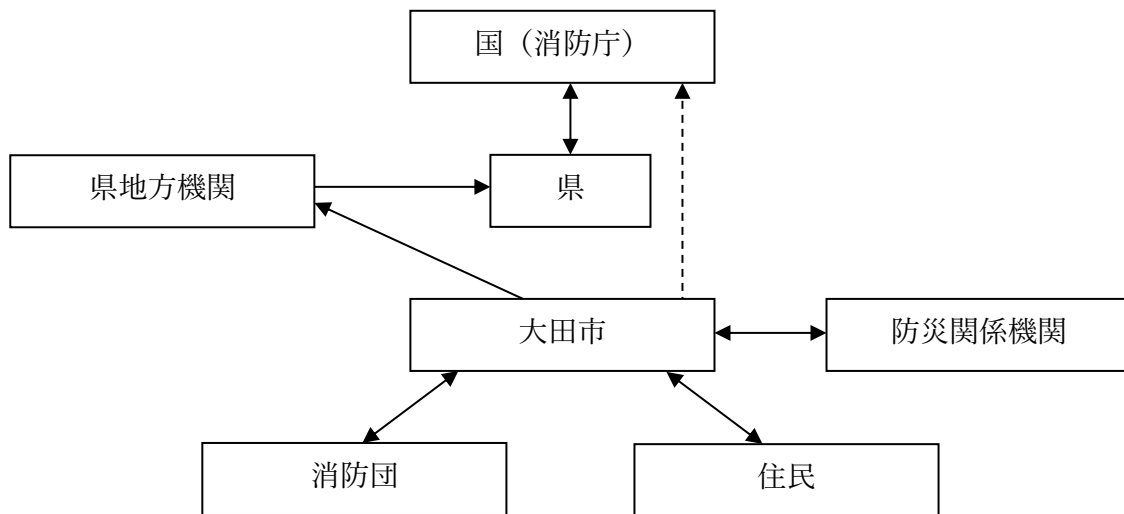 国（消防庁）
県地方機関
県
大田市
防災関係機関
消防団
住民